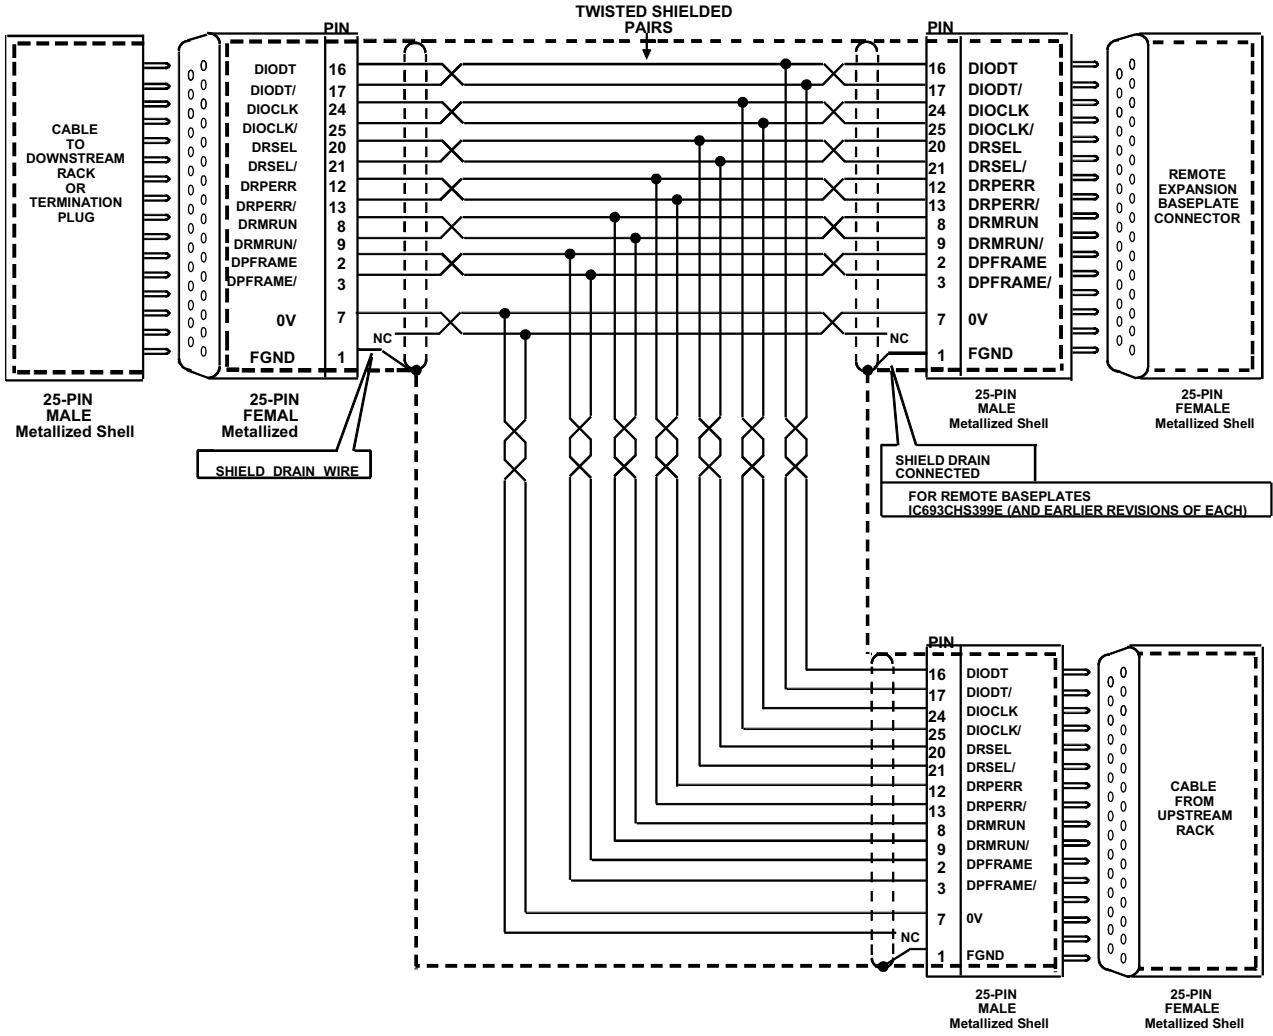 TWISTED SHIELDED
PAIRS
CABLE
TO
DOWNSTREAM
RACK
OR
TERMINATION
PLUG
25-PIN
MALE
Metallized Shell
PIN
DIODT 16
DIODT/ 17
DIOCLK 24
DIOCLK/ 25
DRSEL 20
DRSEL/ 21
DRPERR 12
DRPERR/ 13
DRMRUN 8
DRMRUN/ 9
DPFRAME 2
DPFRAME/ 3
0V 7
NC
FGND 1
25-PIN
FEMAL
Metallized
SHIELD DRAIN WIRE
PIN
16 DIODT
17 DIODT/
24 DIOCLK
25 DIOCLK/
20 DRSEL
21 DRSEL/
12 DRPERR
13 DRPERR/
8 DRMRUN
9 DRMRUN/
2 DPFRAME
3 DPFRAME/
7 0V
NC
1 FGND
25-PIN
MALE
Metallized Shell
REMOTE
EXPANSION
BASEPLATE
CONNECTOR
25-PIN
FEMALE
Metallized Shell
SHIELD DRAIN
CONNECTED
FOR REMOTE BASEPLATES
IC693CHS399E (AND EARLIER REVISIONS OF EACH)
PIN
16 DIODT
17 DIODT/
24 DIOCLK
25 DIOCLK/
20 DRSEL
21 DRSEL/
12 DRPERR
13 DRPERR/
8 DRMRUN
9 DRMRUN/
2 DPFRAME
3 DPFRAME/
7 0V
NC
1 FGND
25-PIN
MALE
Metallized Shell
CABLE
FROM
UPSTREAM
RACK
25-PIN
FEMALE
Metallized Shell